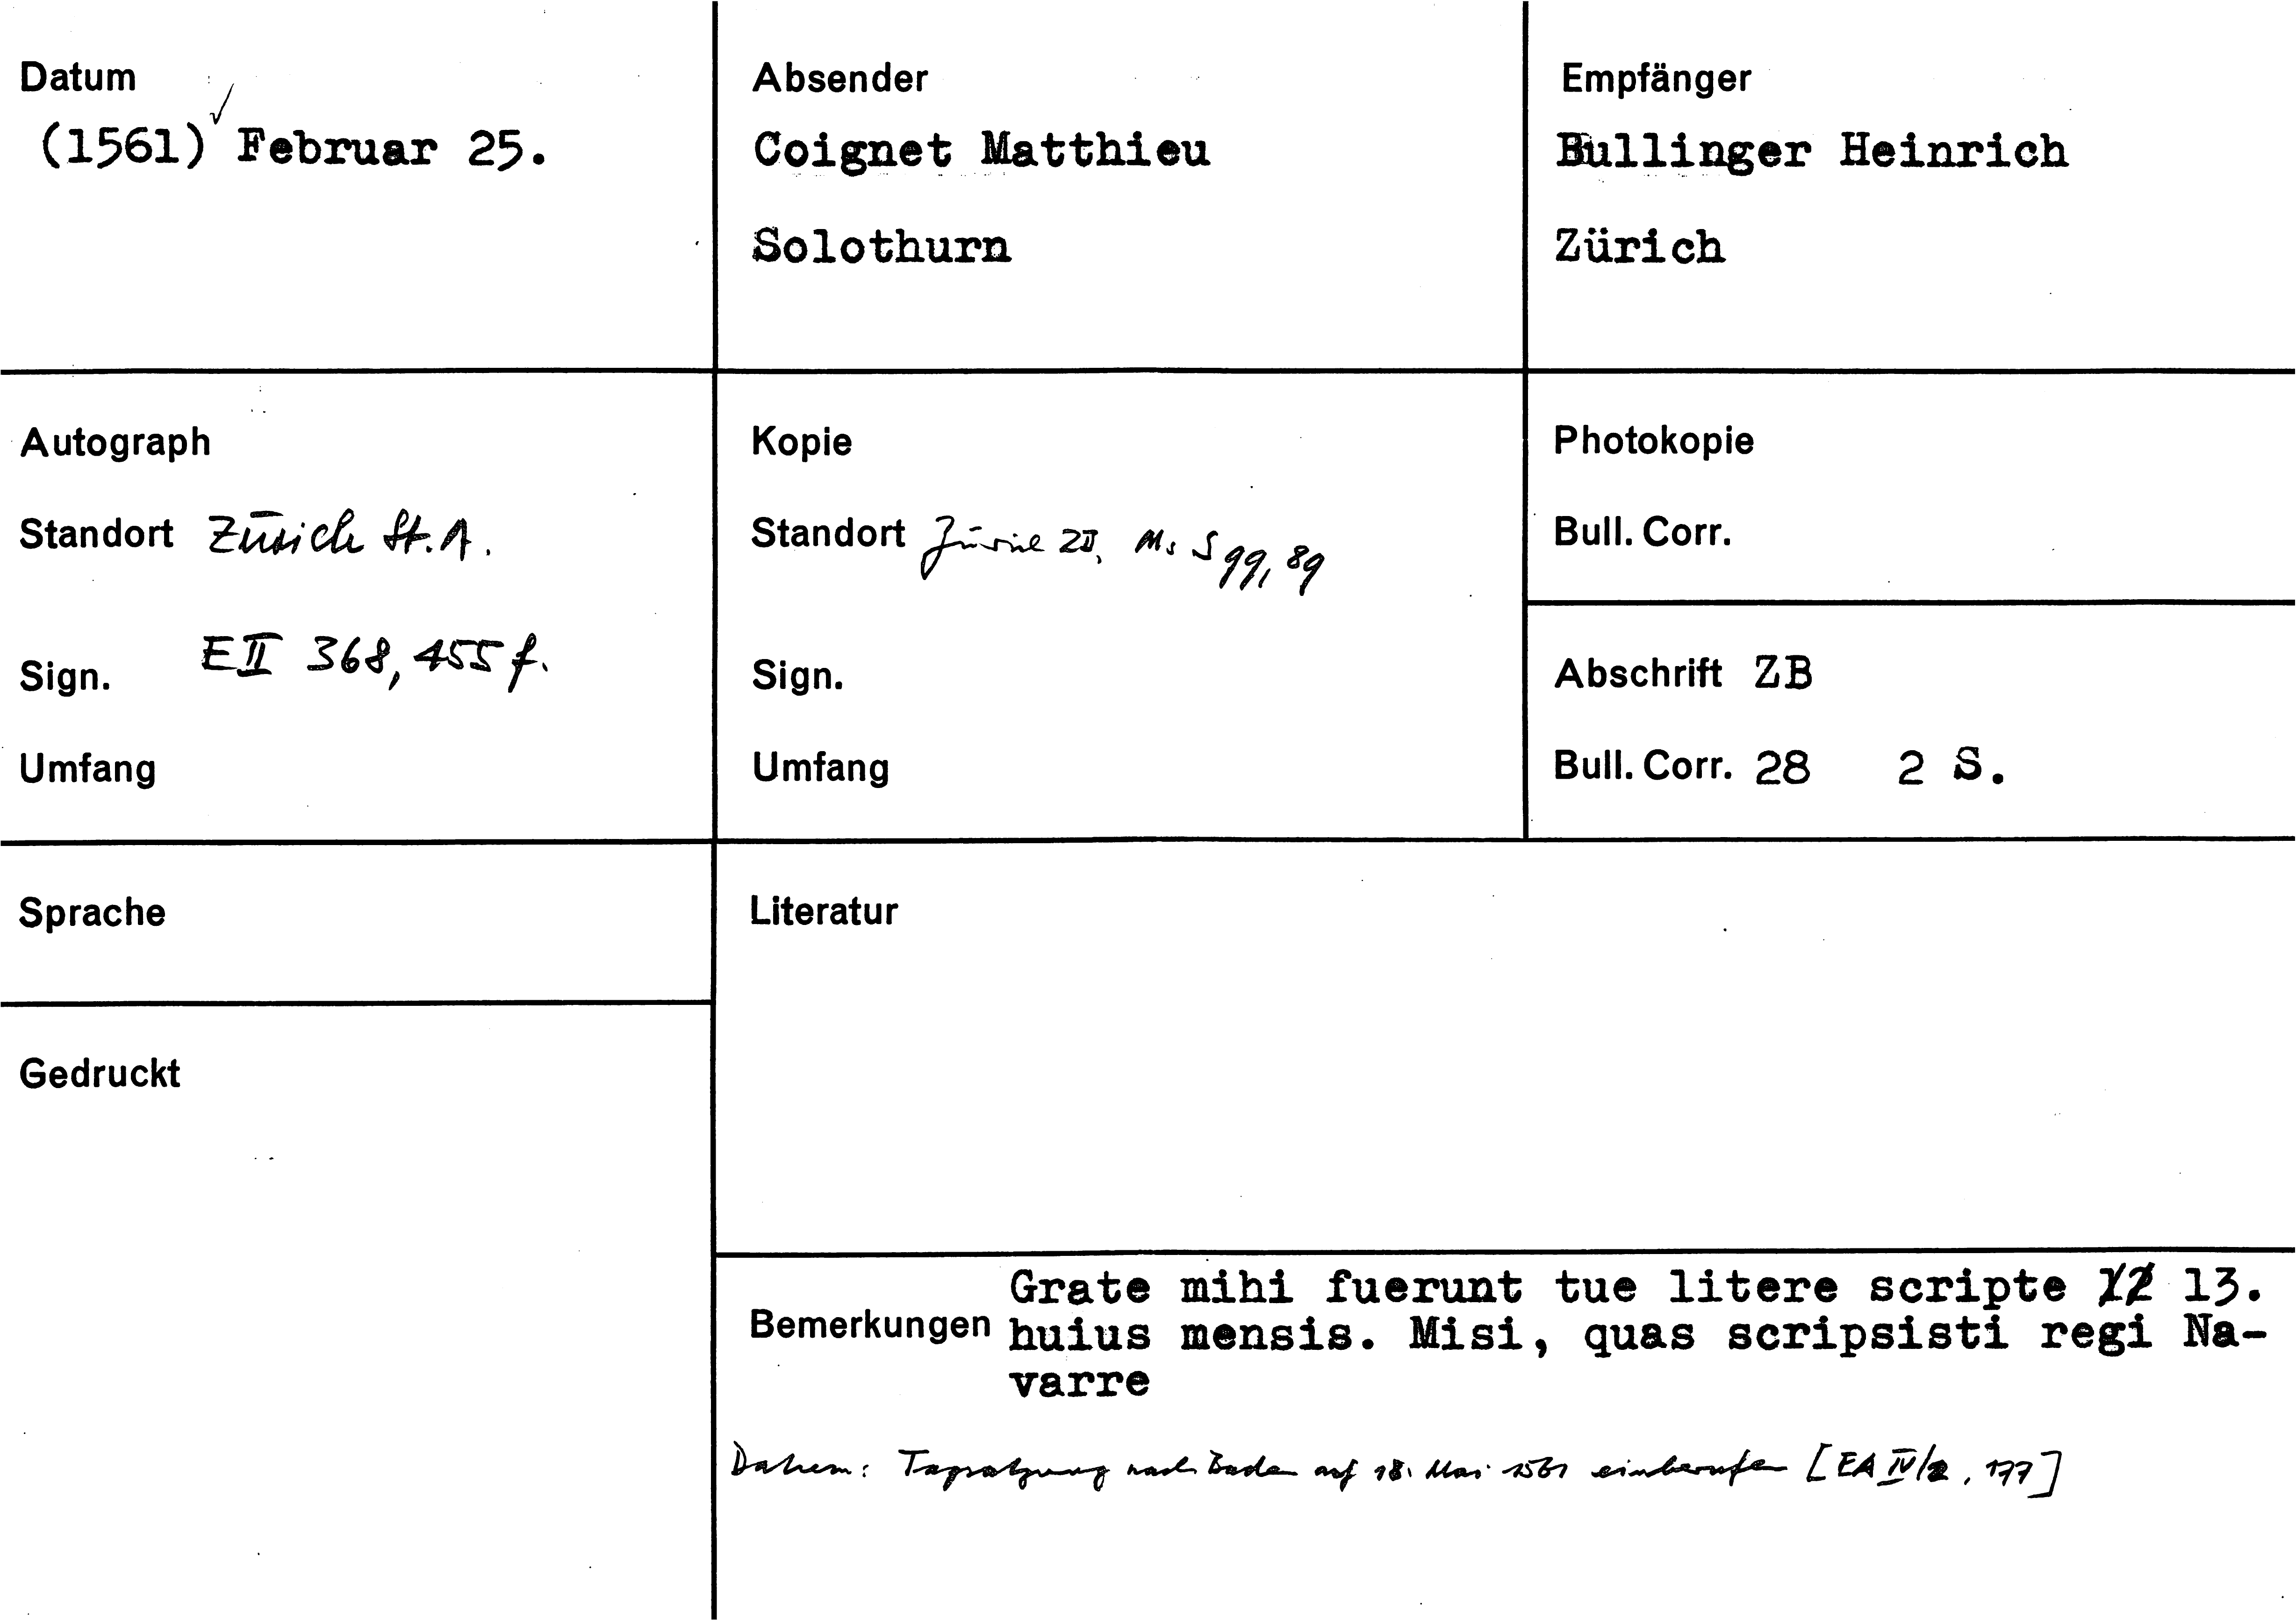 Datum
(1561) Februar 25.
Absender
Coignet Matthieu
Solothurn
Empfänger
Bullinger Heinrich
Zürich
Autograph
Standort Zürich St.A.
Sign. E II 368, 455 f.
Umfang
Kopie
Standort Zürich ZB, Ms S 99, 89
Sign.
Umfang
Photokopie
Bull. Corr.
Abschrift ZB
Bull. Corr. 28 2 S.
Sprache
Gedruckt
Literatur
Bemerkungen
Grate mihi fuerunt tue litere scripte 13.
huius mensis. Misi, quas scripsisti regi Na-
varre
Datum: Tagsatzung nach Baden auf 18. Mai 1561 einberufen [EA IV/2, 177]